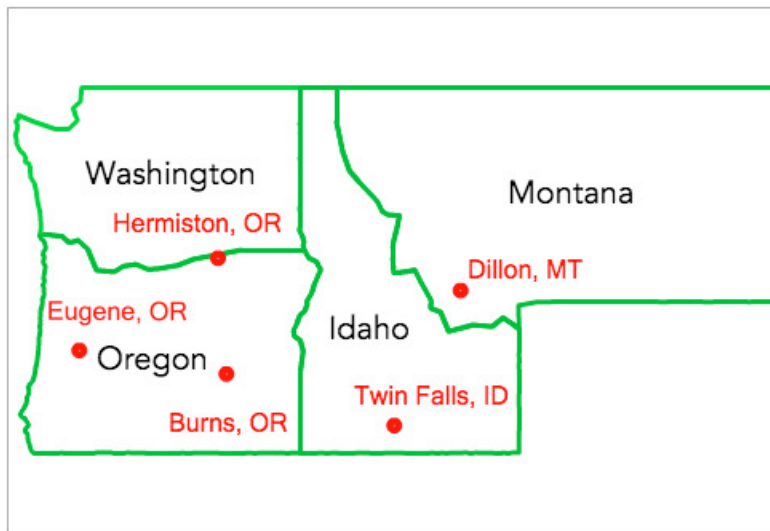 Washington
Montana
Hermiston, OR
Dillon, MT
Eugene, OR
Idaho
Oregon
Twin Falls, ID
Burns, OR